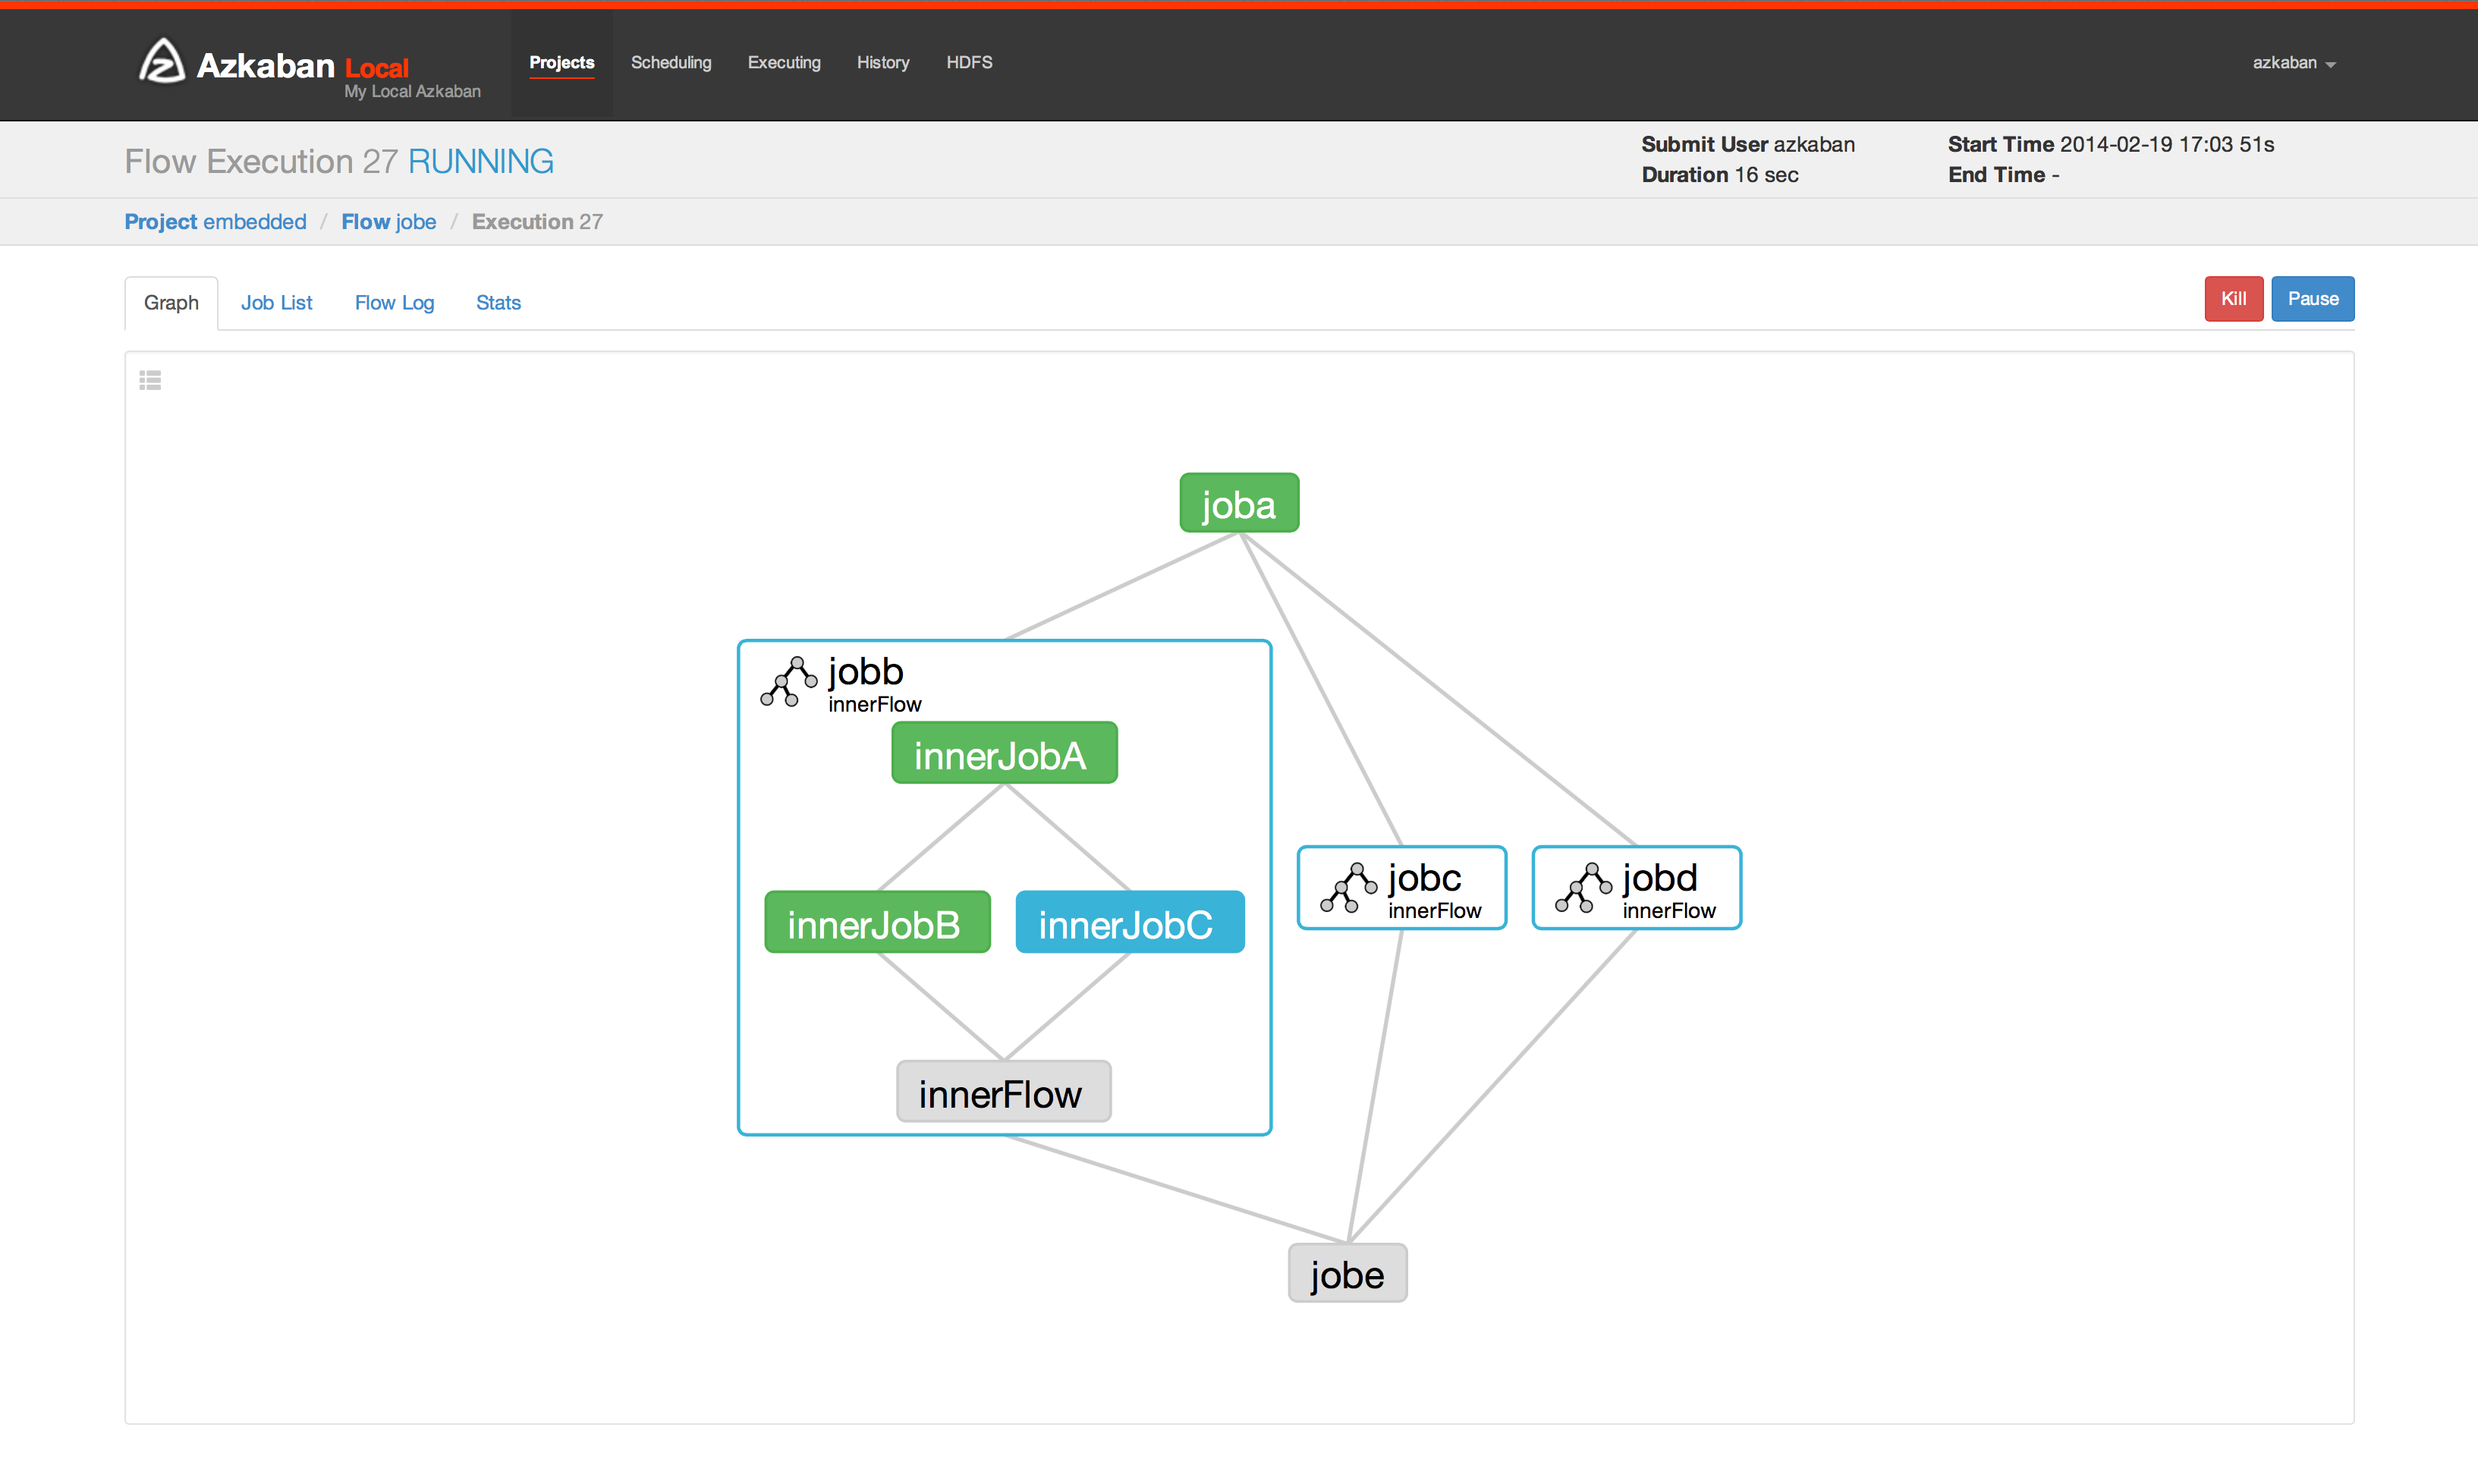 Azkaban Local
My Local Azkaban
Projects Scheduling Executing History HDFS
azkaban
Flow Execution 27 RUNNING
Submit User azkaban
Duration 16 sec
Start Time 2014-02-19 17:03 51s
End Time -
Project embedded / Flow jobe / Execution 27
Graph Job List Flow Log Stats
Kill Pause
joba
jobb
innerFlow
innerJobA
innerJobB innerJobC
innerFlow
jobc
innerFlow
jobd
innerFlow
jobe